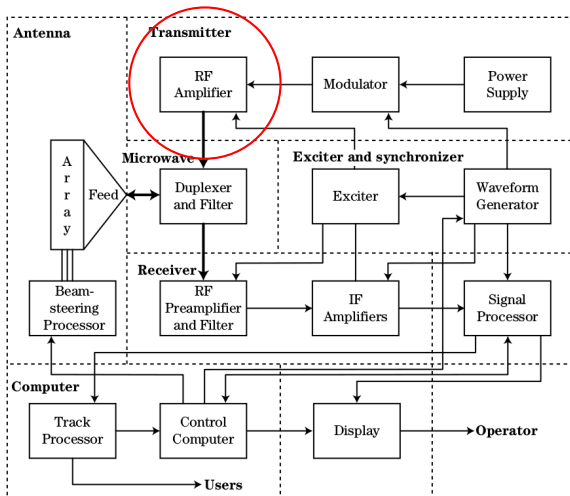 Antenna
Transmitter
RF
Amplifier
Modulator
Power
Supply
A
r
r
a
y
Feed
Microwave
Duplexer
and Filter
Exciter and synchronizer
Exciter
Waveform
Generator
Receiver
Beam-
steering
Processor
RF
Preamplifier
and Filter
IF
Amplifiers
Signal
Processor
Computer
Track
Processor
Control
Computer
Display
Operator
Users